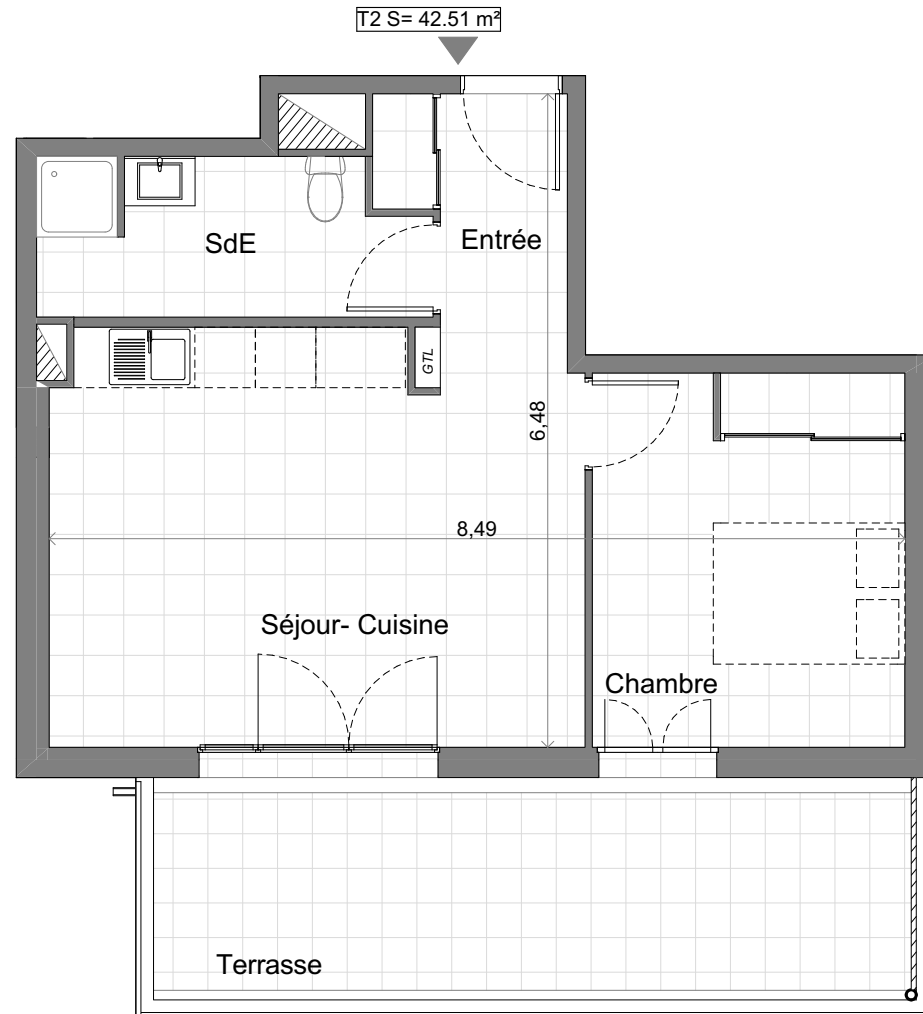 T2 S= 42.51 m²
SdE
Entrée
GTL
6,48
8,49
Séjour- Cuisine
Chambre
Terrasse